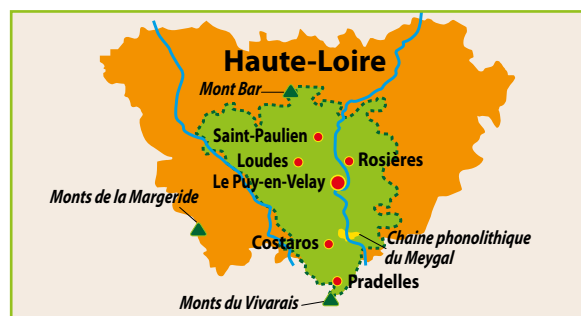 Haute-Loire
Mont Bar
Saint-Paulien
Loudes
Rosières
Le Puy-en-Velay
Monts de la Margeride
Costaros
Chaine phonolithique
du Meygal
Pradelles
Monts du Vivarais